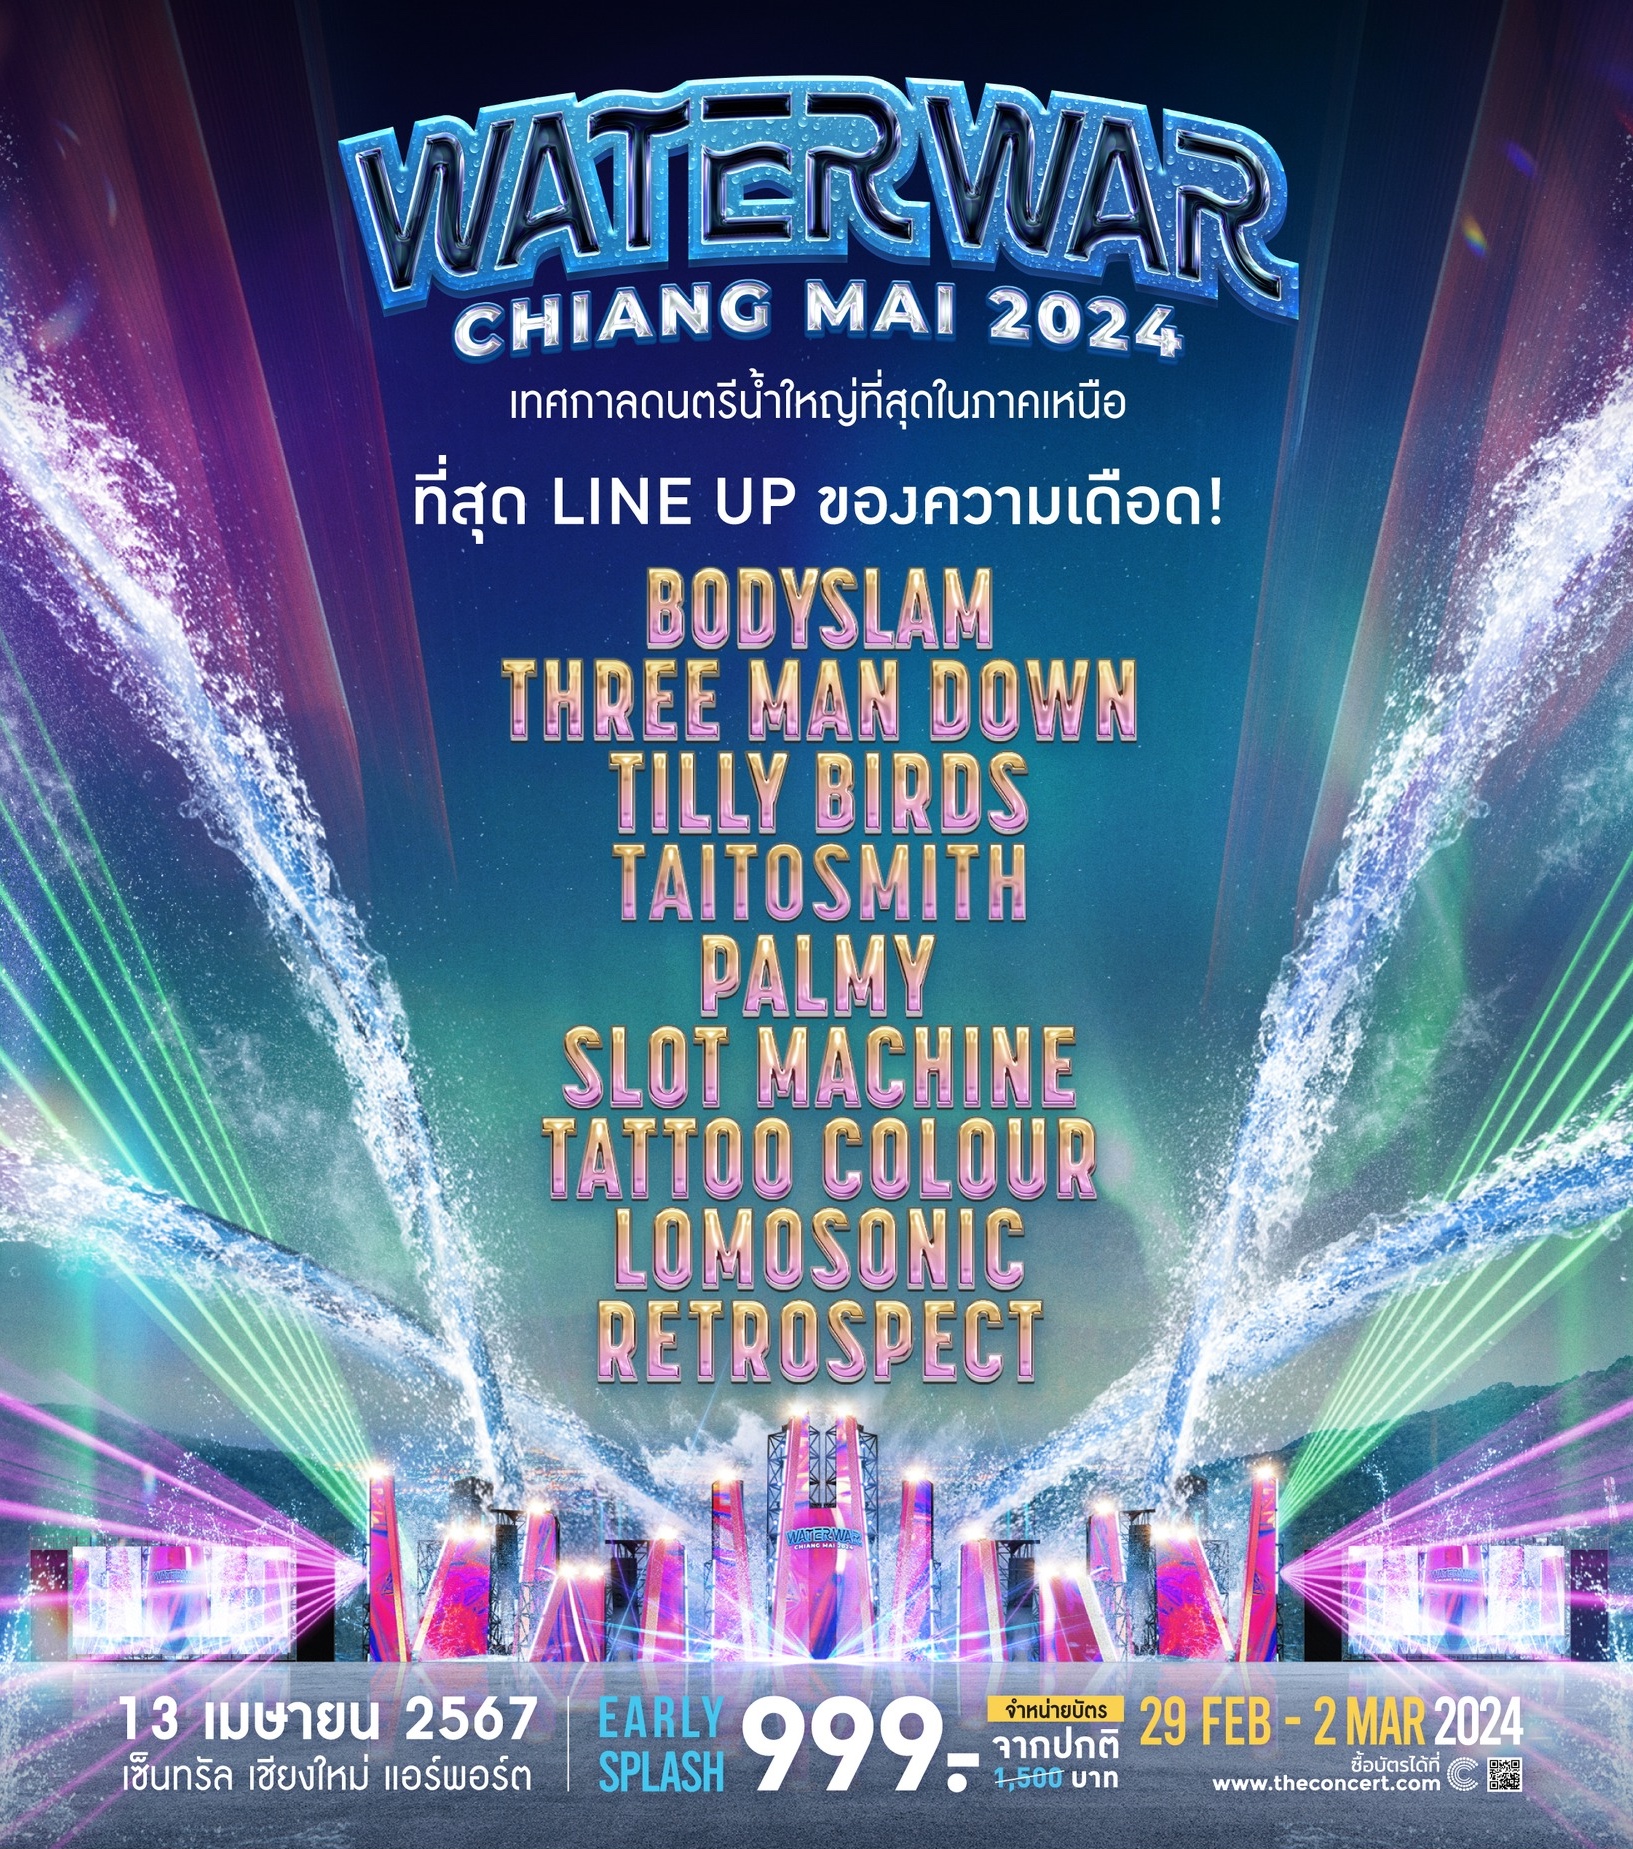 WATER WAR
CHIANG MAI 2024
เทศกาลดนตรีน้ำใหญ่ที่สุดในภาคเหนือ
ที่สุด LINE UP ของความเดือด!
BODYSLAM
THREE MAN DOWN
TILLY BIRDS
TAITOSMITH
PALMY
SLOT MACHINE
TATTOO COLOUR
LOMOSONIC
RETROSPECT
WATER WAR
CHIANG MAI 2024
13 เมษายน 2567
เซ็นทรัล เชียงใหม่ แอร์พอร์ต
EARLY
SPLASH
999.-
จำหน่ายบัตร
จากปกติ
1,500 บาท
29 FEB - 2 MAR 2024
ซื้อบัตรได้ที่
www.theconcert.com